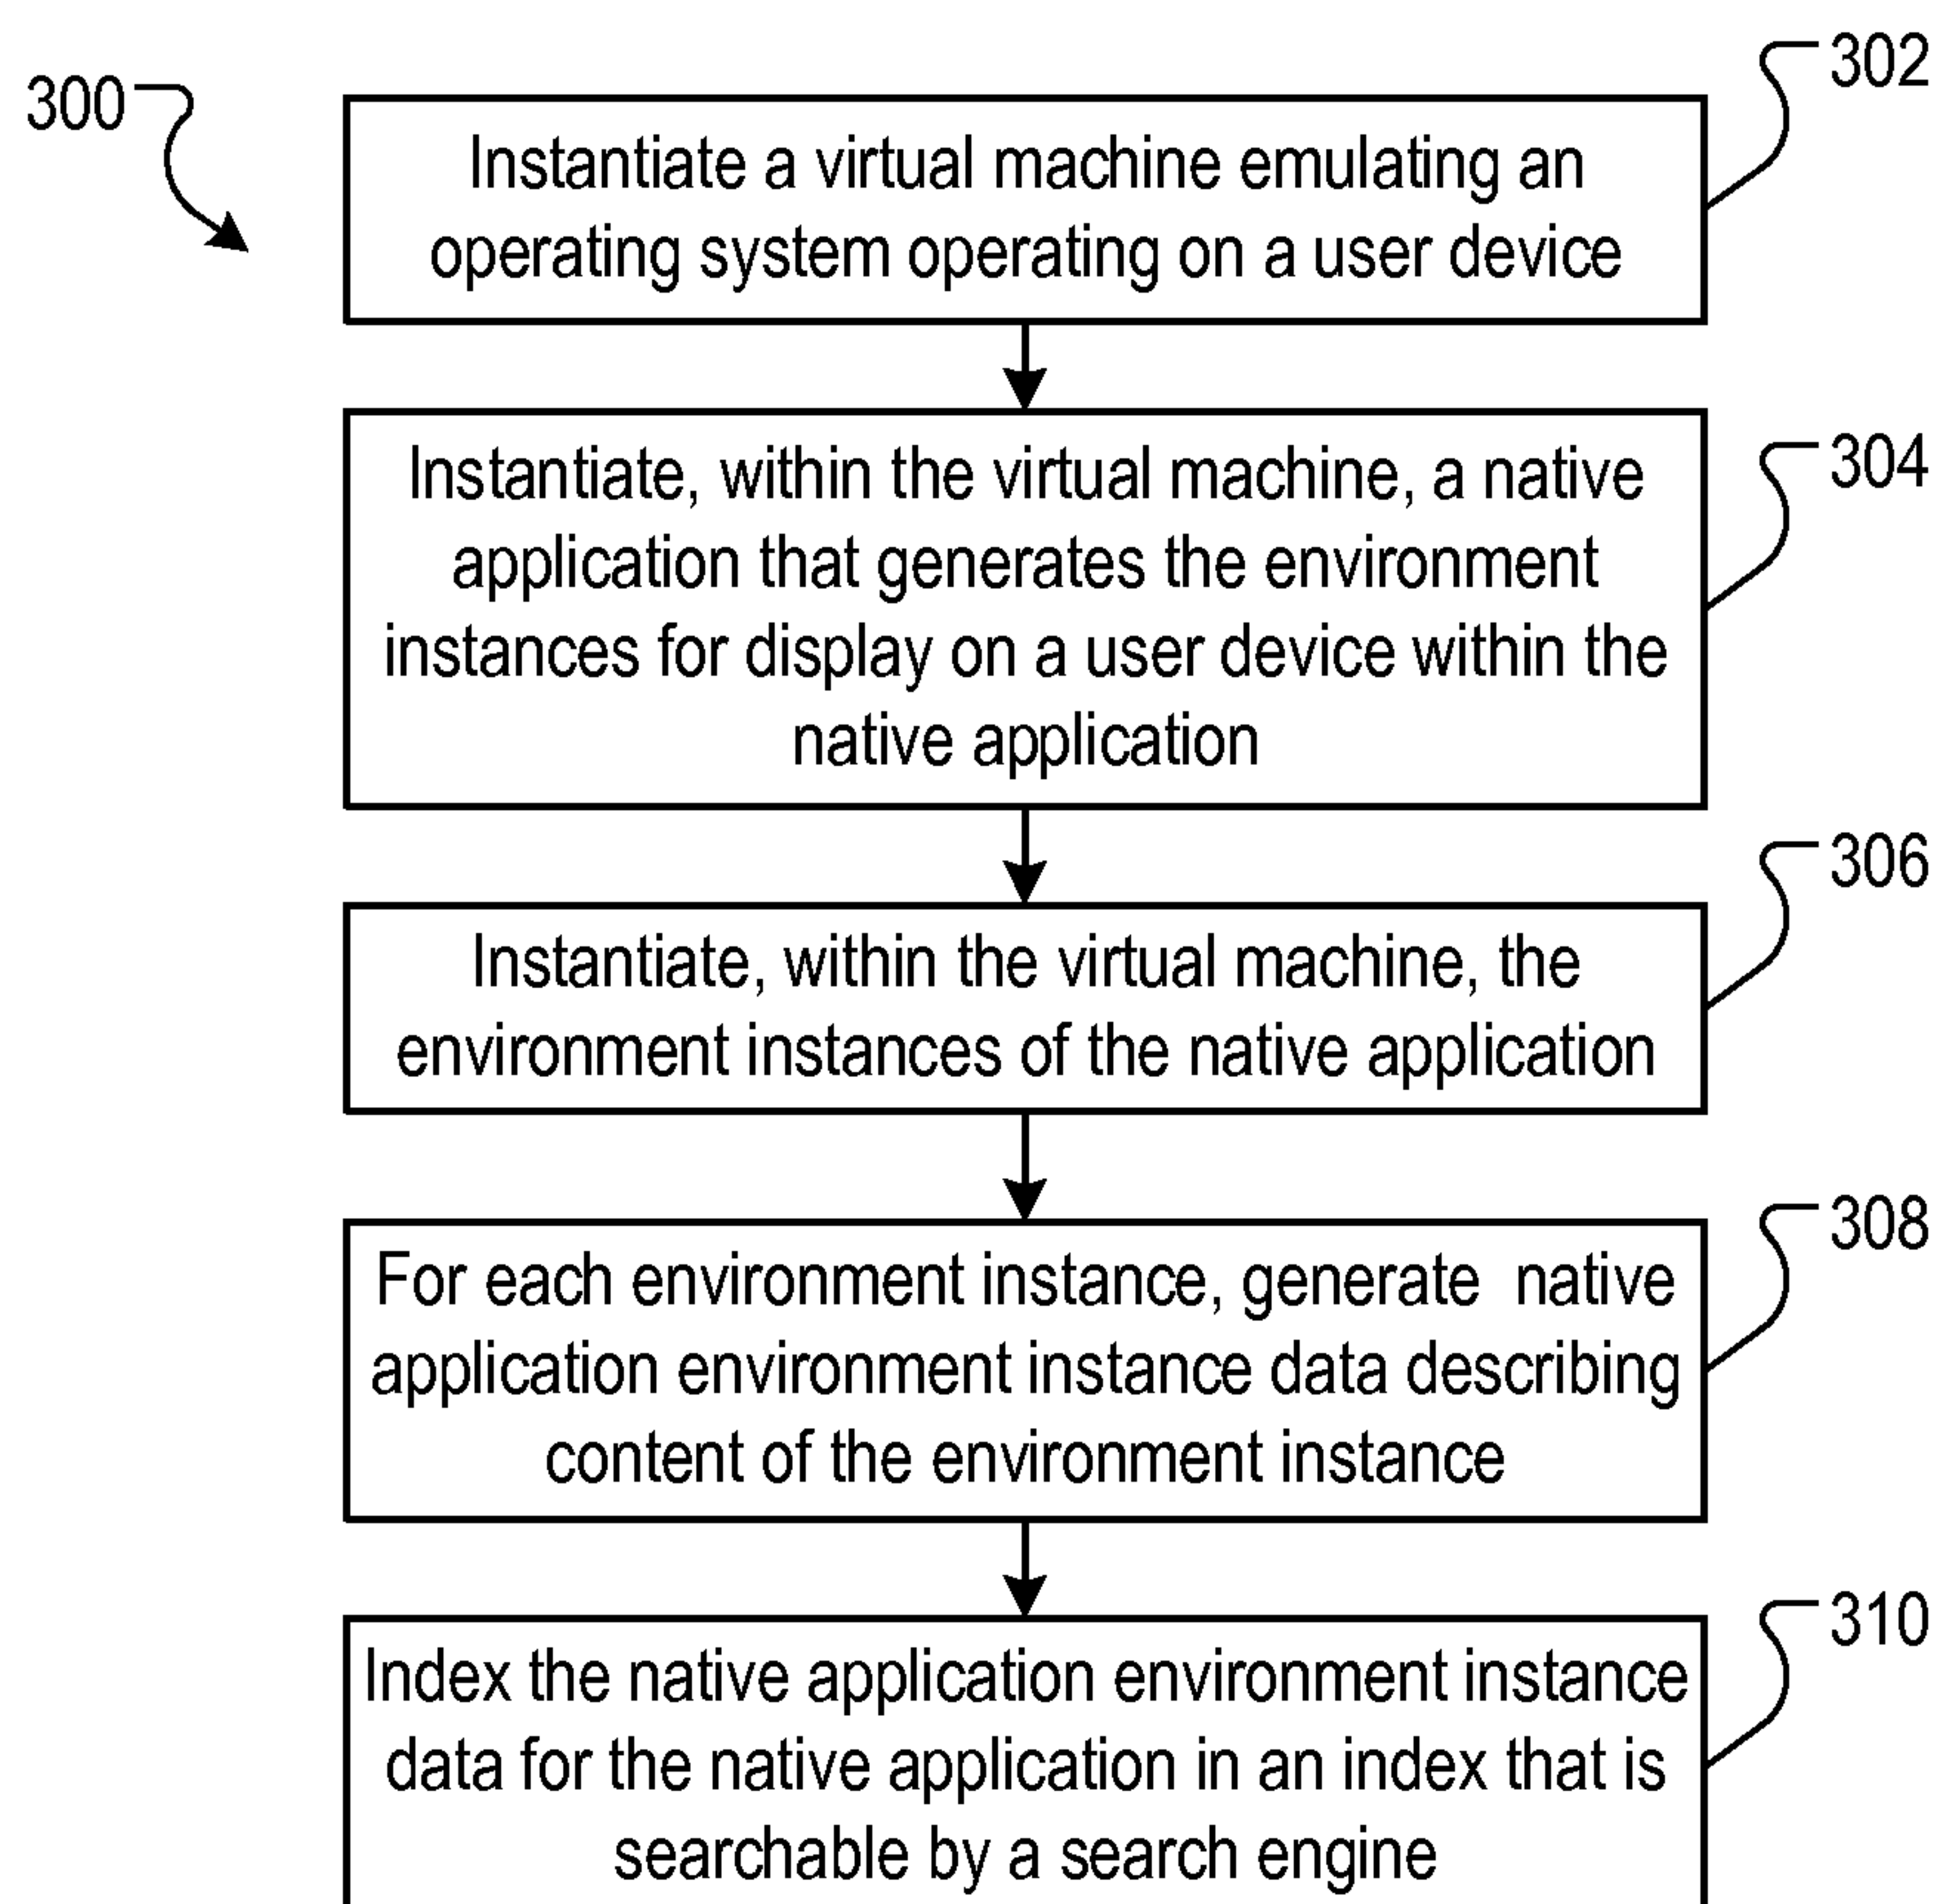 300
302
Instantiate a virtual machine emulating an
operating system operating on a user device
304
Instantiate, within the virtual machine, a native
application that generates the environment
instances for display on a user device within the
native application
306
Instantiate, within the virtual machine, the
environment instances of the native application
308
For each environment instance, generate native
application environment instance data describing
content of the environment instance
310
Index the native application environment instance
data for the native application in an index that is
searchable by a search engine